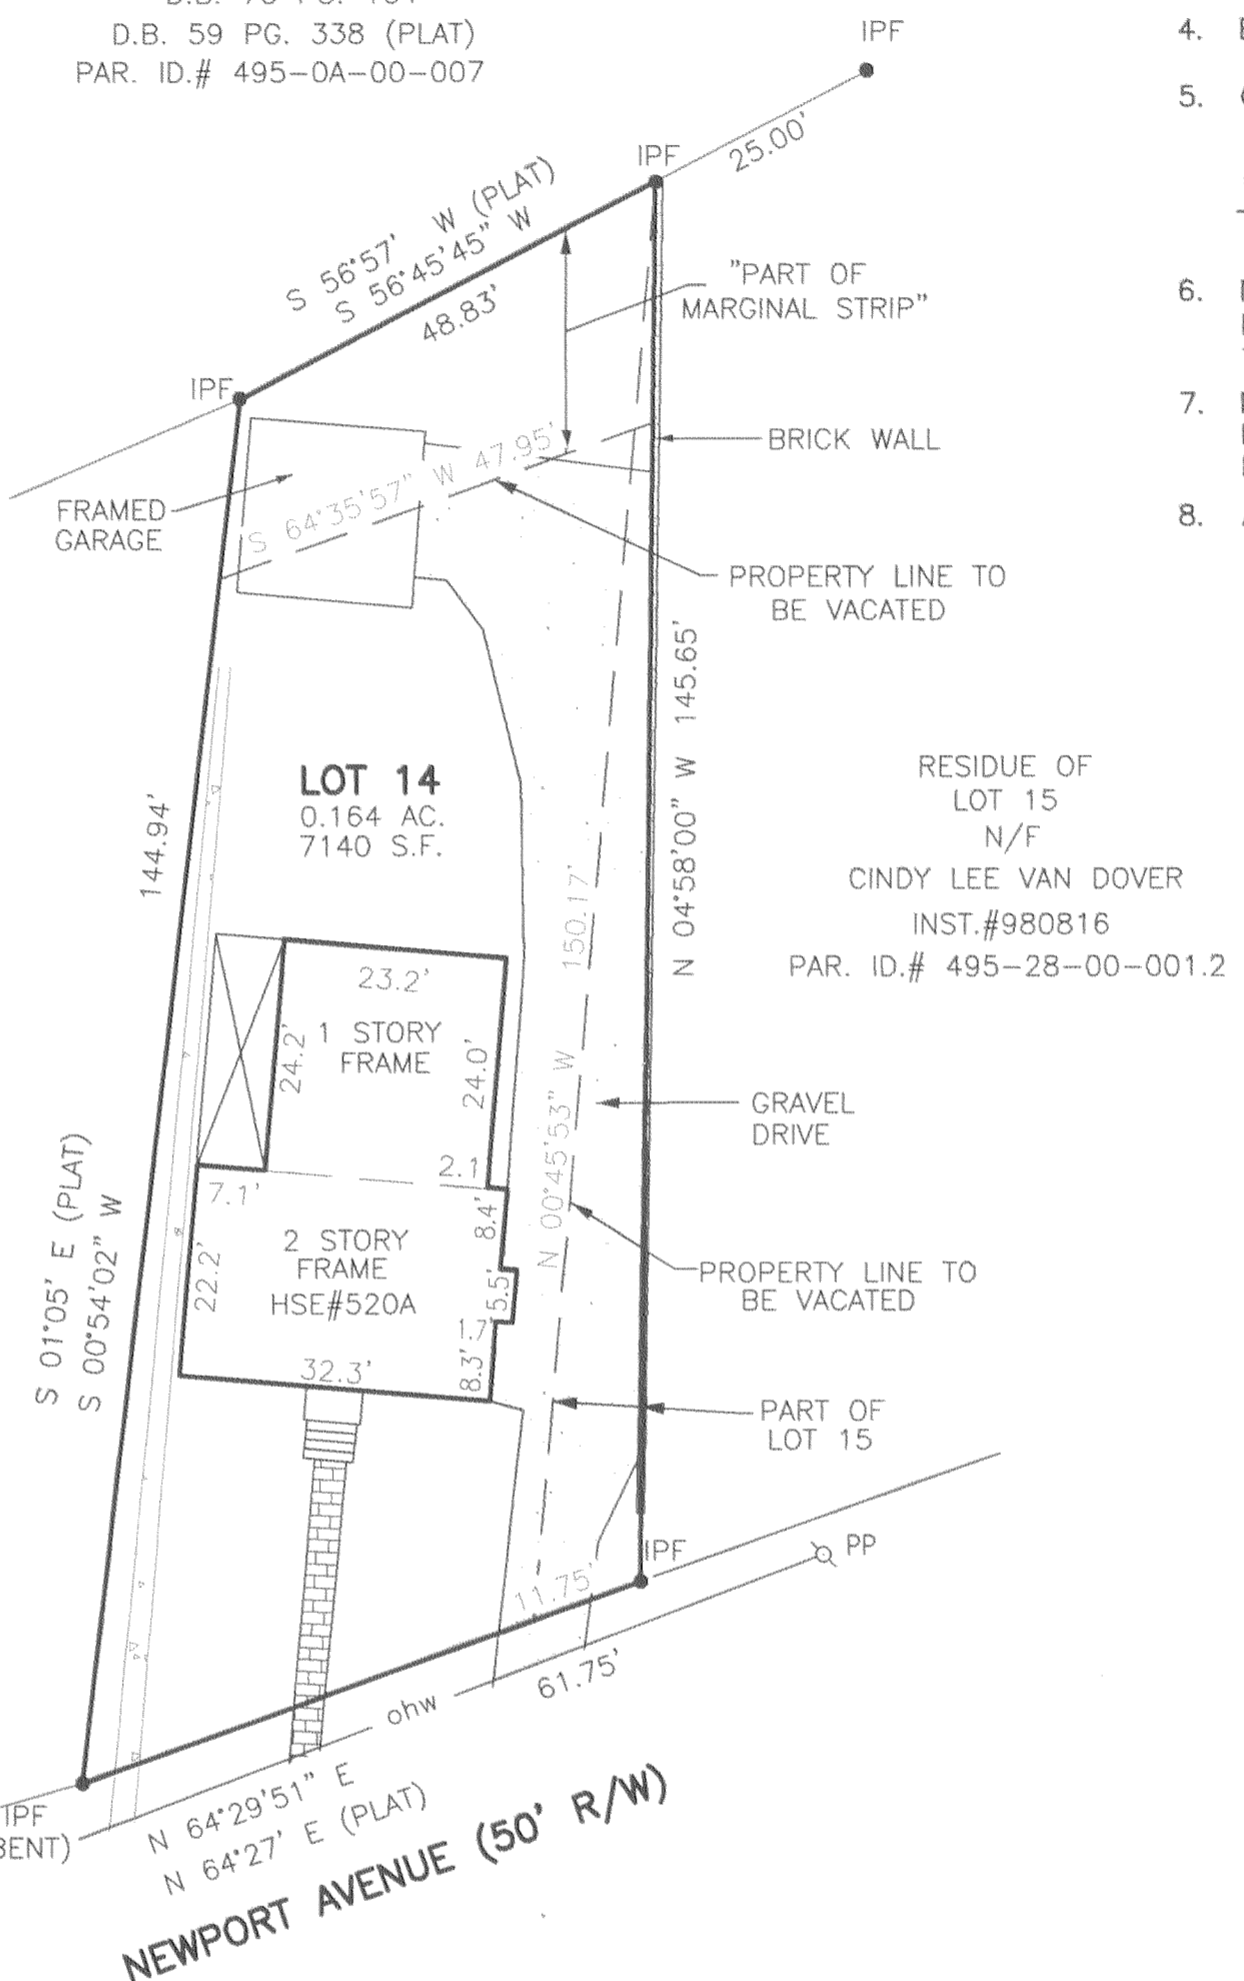 D.B. 59 PG. 338 (PLAT)
PAR. ID.# 495-0A-00-007
IPF
4.
5.
25.00'
IPF
S 56°57' W (PLAT)
S 56°45'45" W
48.83'
"PART OF
MARGINAL STRIP"
6.
IPF
7.
BRICK WALL
S 64°35'57" W 47.95'
FRAMED
GARAGE
8.
PROPERTY LINE TO
BE VACATED
N 04°58'00" W 145.65'
LOT 14
0.164 AC.
7140 S.F.
144.94'
RESIDUE OF
LOT 15
N/F
CINDY LEE VAN DOVER
INST.#980816
PAR. ID.# 495-28-00-001.2
N 00°45'53" W 150.17'
23.2'
1 STORY
FRAME
24.2'
24.0'
GRAVEL
DRIVE
2.1
7.1'
8.4'
S 01°05' E (PLAT)
S 00°54'02" W
2 STORY
FRAME
HSE#520A
22.2'
5.5'
1.7'
8.3'
32.3'
PROPERTY LINE TO
BE VACATED
PART OF
LOT 15
IPF
PP
11.75'
61.75'
ohw
IPF
BENT)
N 64°29'51" E
N 64°27' E (PLAT)
NEWPORT AVENUE (50' R/W)